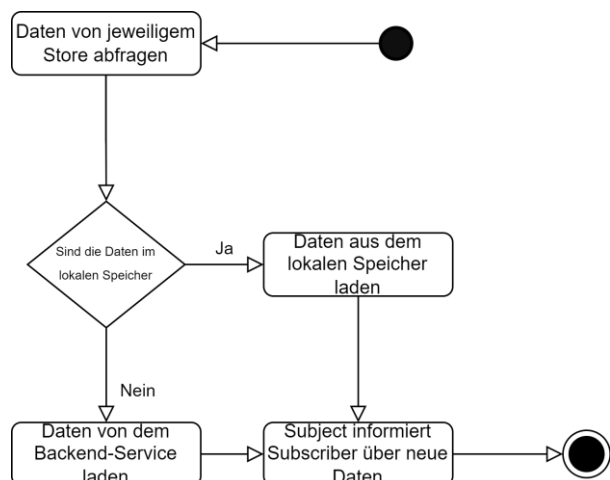 Daten von jeweiligem
Store abfragen
Sind die Daten im
lokalen Speicher
Ja
Daten aus dem
lokalen Speicher
laden
Nein
Daten von dem
Backend-Service
laden
Subject informiert
Subscriber über neue
Daten